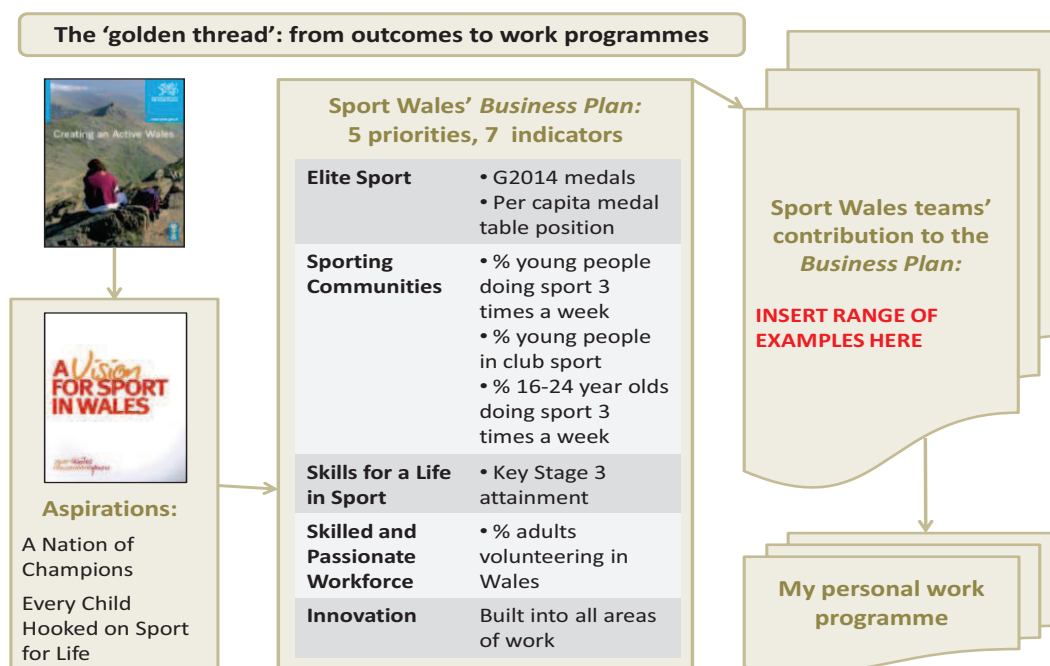 The ‘golden thread’: from outcomes to work programmes
Creating an Active Wales
A Vision
FOR SPORT
IN WALES
Aspirations:
A Nation of
Champions
Every Child
Hooked on Sport
for Life
Sport Wales’ Business Plan:
5 priorities, 7 indicators
Elite Sport
• G2014 medals
• Per capita medal
table position
Sporting
Communities
• % young people
doing sport 3
times a week
• % young people
in club sport
• % 16-24 year olds
doing sport 3
times a week
Skills for a Life
in Sport
• Key Stage 3
attainment
Skilled and
Passionate
Workforce
• % adults
volunteering in
Wales
Innovation
Built into all areas
of work
Sport Wales teams’
contribution to the
Business Plan:
INSERT RANGE OF
EXAMPLES HERE
My personal work
programme